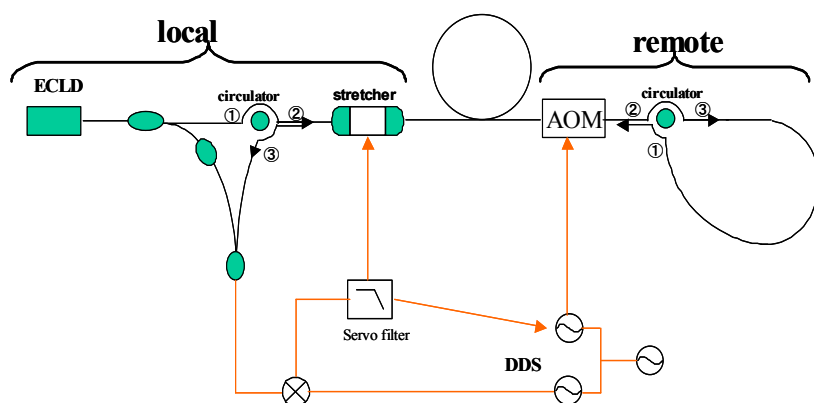 local
remote
ECLD
circulator
stretcher
circulator
①
②
③
AOM
②
③
①
Servo filter
DDS